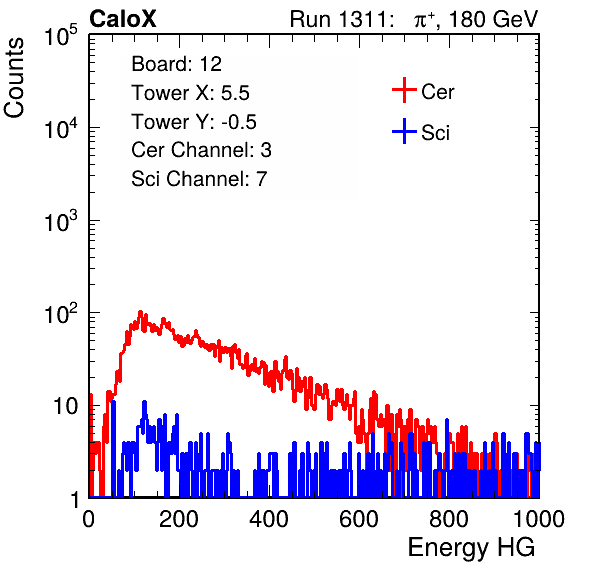 CaloX Run 1311: π⁺, 180 GeV
Board: 12
Tower X: 5.5
Tower Y: -0.5
Cer Channel: 3
Sci Channel: 7
Cer
Sci
Counts
10⁵
10⁴
10³
10²
10
1
0 200 400 600 800 1000
Energy HG